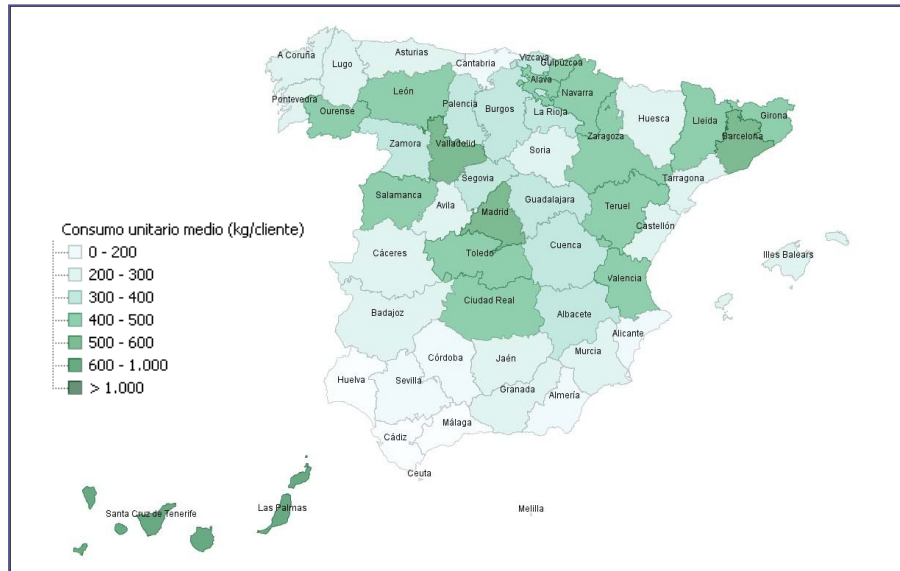 A Coruña
Lugo
Asturias
Cantabria
Vizcaya
Guipúzcoa
Alava
Navarra
Pontevedra
Ourense
León
Palencia
Burgos
La Rioja
Huesca
Lleida
Girona
Barcelona
Zaragoza
Zamora
Valladolid
Soria
Tarragona
Segovia
Salamanca
Avila
Madrid
Guadalajara
Teruel
Castellón
Consumo unitario medio (kg/cliente)
0 - 200
200 - 300
300 - 400
400 - 500
500 - 600
600 - 1.000
> 1.000
Cáceres
Toledo
Cuenca
Valencia
Illes Balears
Badajoz
Ciudad Real
Albacete
Alicante
Murcia
Córdoba
Jaén
Huelva
Sevilla
Granada
Almería
Málaga
Cádiz
Ceuta
Melilla
Santa Cruz de Tenerife
Las Palmas